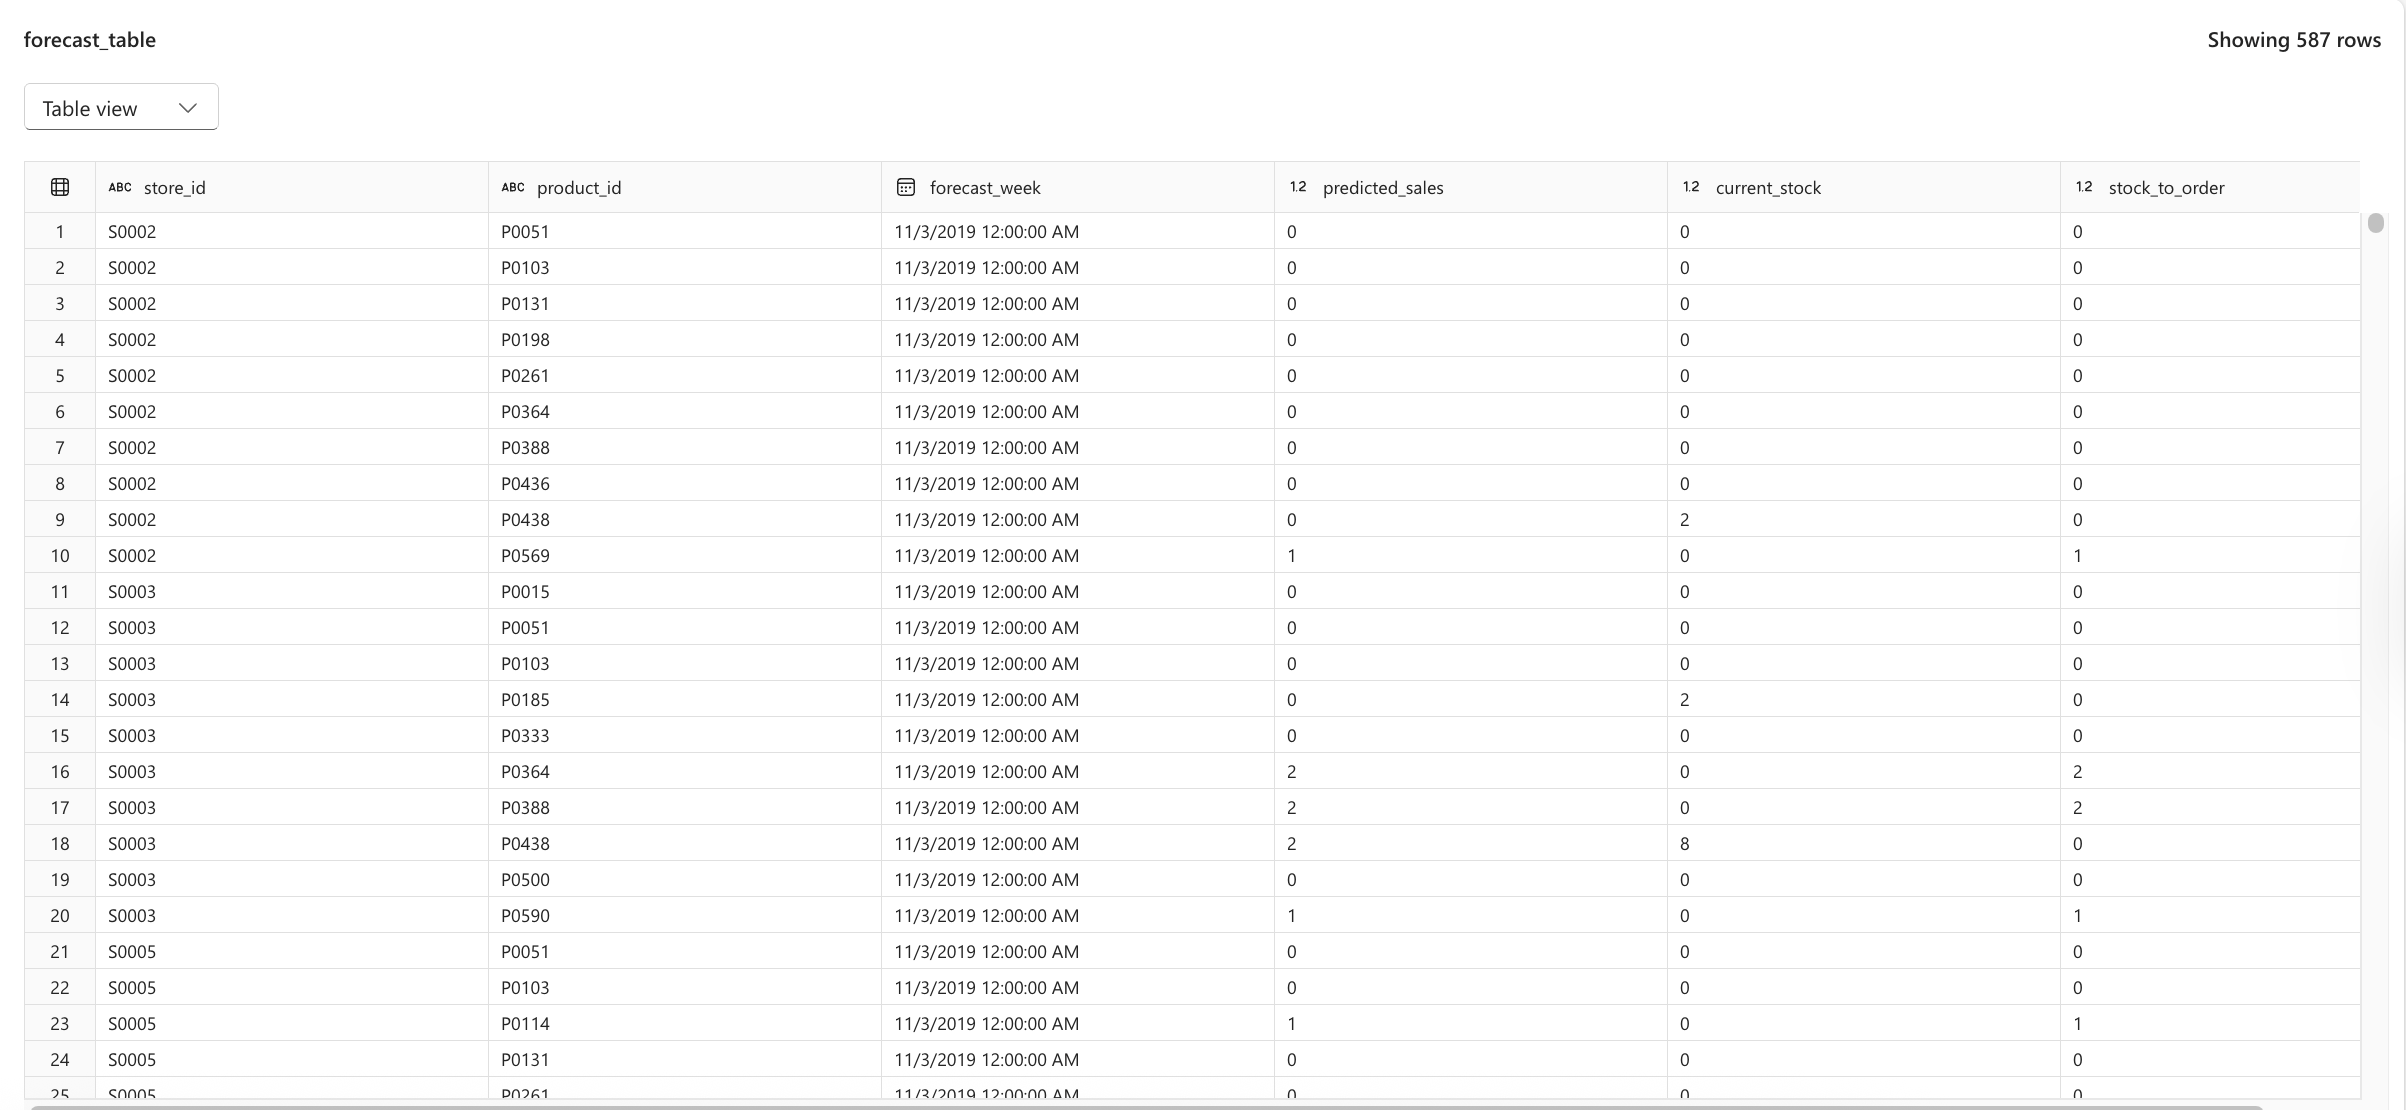 forecast_table
Showing 587 rows
Table view
ABC store_id ABC product_id forecast_week 1.2 predicted_sales 1.2 current_stock 1.2 stock_to_order
1 S0002 P0051 11/3/2019 12:00:00 AM 0 0 0
2 S0002 P0103 11/3/2019 12:00:00 AM 0 0 0
3 S0002 P0131 11/3/2019 12:00:00 AM 0 0 0
4 S0002 P0198 11/3/2019 12:00:00 AM 0 0 0
5 S0002 P0261 11/3/2019 12:00:00 AM 0 0 0
6 S0002 P0364 11/3/2019 12:00:00 AM 0 0 0
7 S0002 P0388 11/3/2019 12:00:00 AM 0 0 0
8 S0002 P0436 11/3/2019 12:00:00 AM 0 0 0
9 S0002 P0438 11/3/2019 12:00:00 AM 0 2 0
10 S0002 P0569 11/3/2019 12:00:00 AM 1 0 1
11 S0003 P0015 11/3/2019 12:00:00 AM 0 0 0
12 S0003 P0051 11/3/2019 12:00:00 AM 0 0 0
13 S0003 P0103 11/3/2019 12:00:00 AM 0 0 0
14 S0003 P0185 11/3/2019 12:00:00 AM 0 2 0
15 S0003 P0333 11/3/2019 12:00:00 AM 0 0 0
16 S0003 P0364 11/3/2019 12:00:00 AM 2 0 2
17 S0003 P0388 11/3/2019 12:00:00 AM 2 0 2
18 S0003 P0438 11/3/2019 12:00:00 AM 2 8 0
19 S0003 P0500 11/3/2019 12:00:00 AM 0 0 0
20 S0003 P0590 11/3/2019 12:00:00 AM 1 0 1
21 S0005 P0051 11/3/2019 12:00:00 AM 0 0 0
22 S0005 P0103 11/3/2019 12:00:00 AM 0 0 0
23 S0005 P0114 11/3/2019 12:00:00 AM 1 0 1
24 S0005 P0131 11/3/2019 12:00:00 AM 0 0 0
25 S0005 P0261 11/3/2019 12:00:00 AM 0 0 0